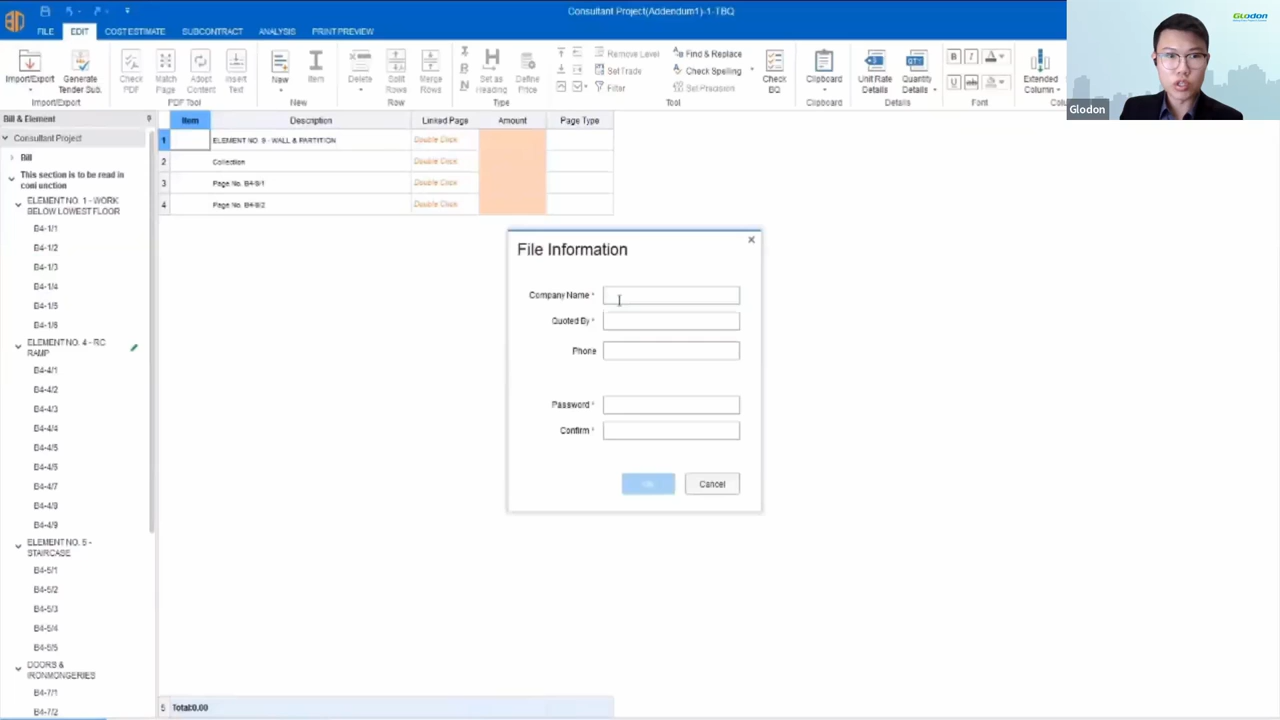 Consultant Project(Addendum1)-1-TBQ
GLodon
FILE EDIT COST ESTIMATE SUBCONTRACT ANALYSIS PRINT PREVIEW
Import/Export
Generate Tender Sub.
Check PDF
Match Page
Adopt Content
Insert Text
New
Item
Delete
Split Rows
Merge Rows
Set as Heading
Define Price
Remove Level
Set Trade
Filter
Find & Replace
Check Spelling
Set Precision
Check BQ
Clipboard
Unit Rate Details
Quantity Details
Extended Column
Import/Export
PDF Tool
New
Row
Type
Tool
Clipboard
Details
Font
Glodon
Bill & Element
Consultant Project
Bill
This section is to be read in
conjunction
ELEMENT NO. 1 - WORK
BELOW LOWEST FLOOR
B4-1/1
B4-1/2
B4-1/3
B4-1/4
B4-1/5
B4-1/6
ELEMENT NO. 4 - RC
RAMP
B4-4/1
B4-4/2
B4-4/3
B4-4/4
B4-4/5
B4-4/6
B4-4/7
B4-4/8
B4-4/9
ELEMENT NO. 5 -
STAIRCASE
B4-5/1
B4-5/2
B4-5/3
B4-5/4
B4-5/5
DOORS &
IRONMONGERIES
B4-7/1
B4-7/2
Item Description Linked Page Amount Page Type
1 ELEMENT NO. 9 - WALL & PARTITION Double Click
2 Collection Double Click
3 Page No. B4-9/1 Double Click
4 Page No. B4-9/2 Double Click
File Information
Company Name *
Quoted By *
Phone
Password *
Confirm *
Cancel
5 Total:0.00